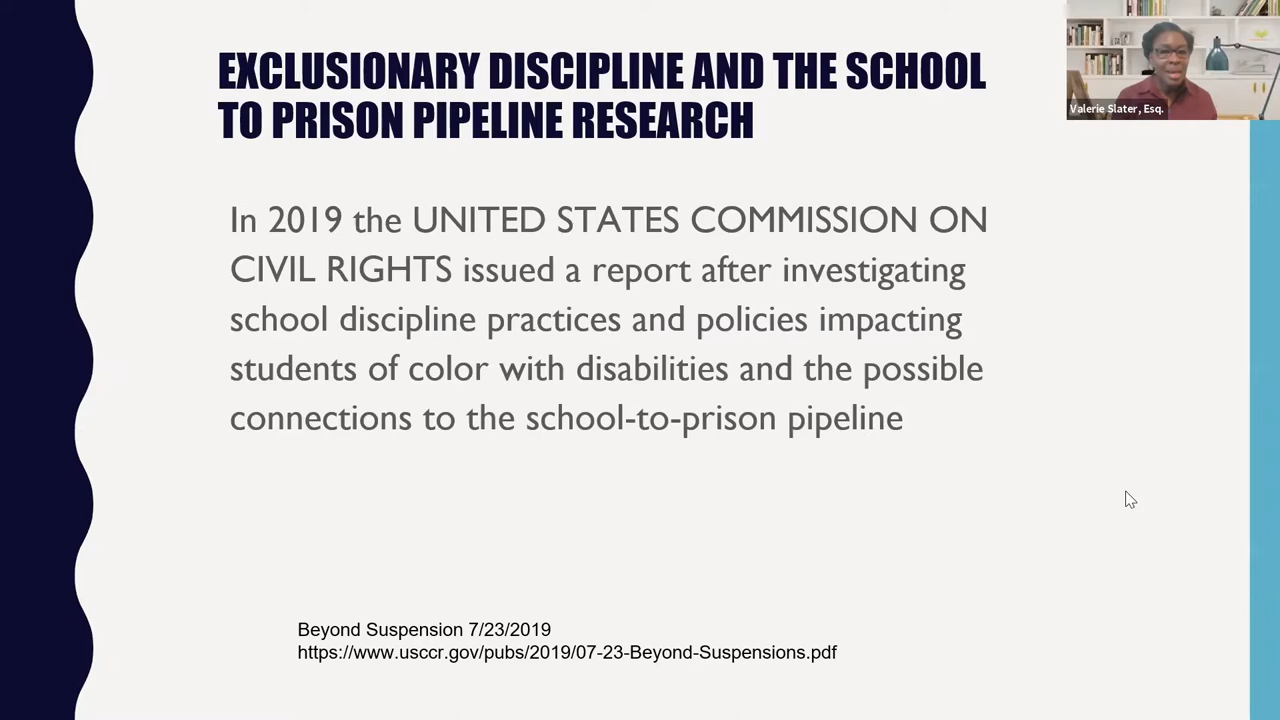 EXCLUSIONARY DISCIPLINE AND THE SCHOOL
TO PRISON PIPELINE RESEARCH
Valerie Slater, Esq.
In 2019 the UNITED STATES COMMISSION ON
CIVIL RIGHTS issued a report after investigating
school discipline practices and policies impacting
students of color with disabilities and the possible
connections to the school-to-prison pipeline
Beyond Suspension 7/23/2019
https://www.usccr.gov/pubs/2019/07-23-Beyond-Suspensions.pdf